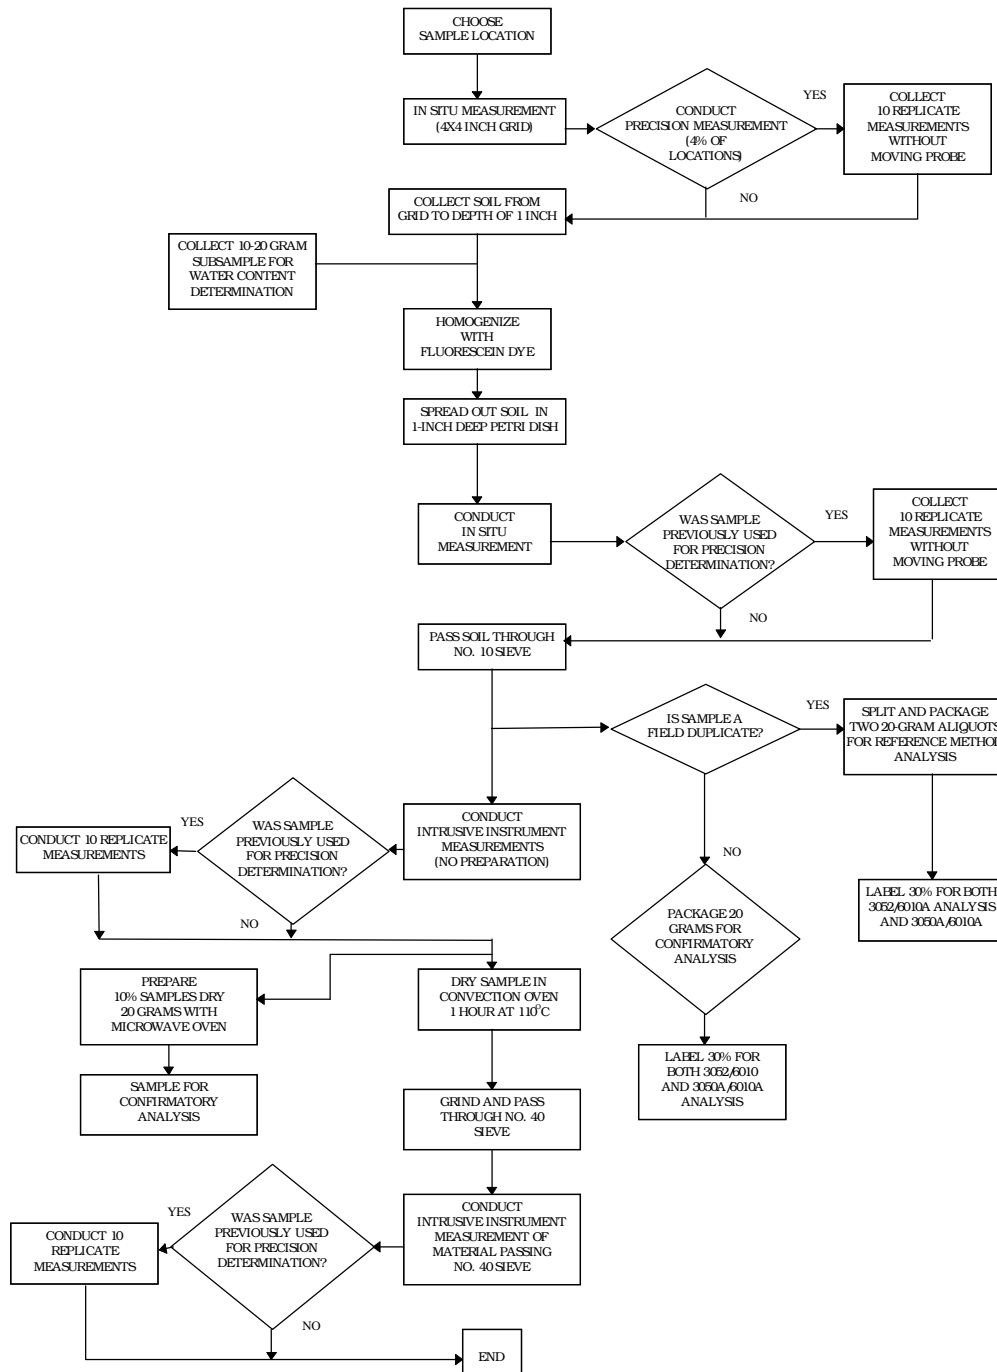 CHOOSE
SAMPLE LOCATION
IN SITU MEASUREMENT
(4X4 INCH GRID)
CONDUCT
PRECISION MEASUREMENT
(4% OF
LOCATIONS)
YES
COLLECT
10 REPLICATE
MEASUREMENTS
WITHOUT
MOVING PROBE
NO
COLLECT SOIL FROM
GRID TO DEPTH OF 1 INCH
COLLECT 10-20 GRAM
SUBSAMPLE FOR
WATER CONTENT
DETERMINATION
HOMOGENIZE
WITH
FLUORESCEIN DYE
SPREAD OUT SOIL IN
1-INCH DEEP PETRI DISH
CONDUCT
IN SITU
MEASUREMENT
WAS SAMPLE
PREVIOUSLY USED
FOR PRECISION
DETERMINATION?
YES
COLLECT
10 REPLICATE
MEASUREMENTS
WITHOUT
MOVING PROBE
NO
PASS SOIL THROUGH
NO. 10 SIEVE
IS SAMPLE A
FIELD DUPLICATE?
YES
SPLIT AND PACKAGE
TWO 20-GRAM ALIQUOTS
FOR REFERENCE METHOD
ANALYSIS
CONDUCT
INTRUSIVE INSTRUMENT
MEASUREMENTS
(NO PREPARATION)
WAS SAMPLE
PREVIOUSLY USED
FOR PRECISION
DETERMINATION?
YES
CONDUCT 10 REPLICATE
MEASUREMENTS
NO
NO
LABEL 30% FOR BOTH
3052/6010A ANALYSIS
AND 3050A/6010A
PACKAGE 20
GRAMS FOR
CONFIRMATORY
ANALYSIS
PREPARE
10% SAMPLES DRY
20 GRAMS WITH
MICROWAVE OVEN
DRY SAMPLE IN
CONVECTION OVEN
1 HOUR AT 110°C
SAMPLE FOR
CONFIRMATORY
ANALYSIS
LABEL 30% FOR
BOTH 3052/6010
AND 3050A/6010A
ANALYSIS
GRIND AND PASS
THROUGH NO. 40
SIEVE
CONDUCT
INTRUSIVE INSTRUMENT
MEASUREMENT OF
MATERIAL PASSING
NO. 40 SIEVE
WAS SAMPLE
PREVIOUSLY USED
FOR PRECISION
DETERMINATION?
YES
CONDUCT 10
REPLICATE
MEASUREMENTS
NO
END